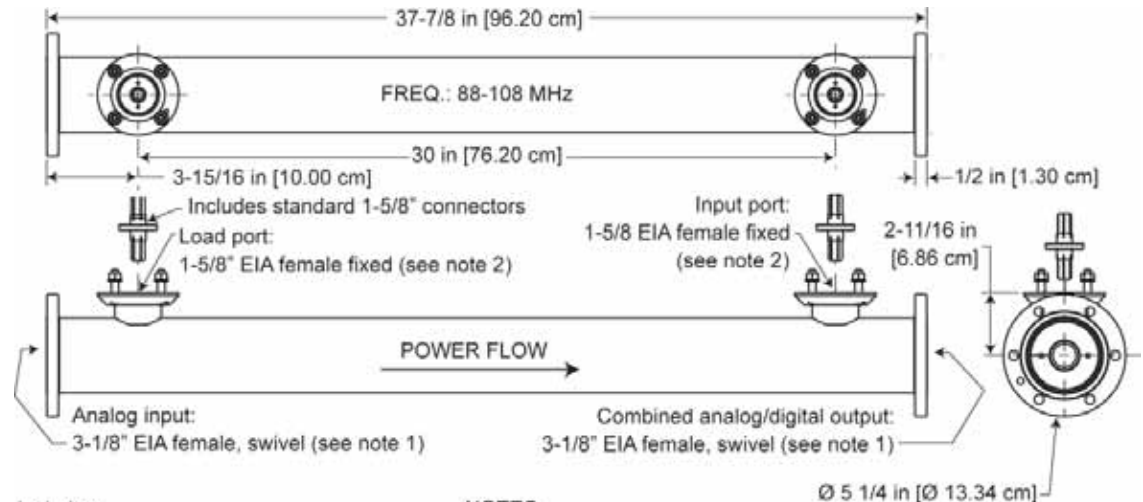 37-7/8 in [96.20 cm]
FREQ.: 88-108 MHz
30 in [76.20 cm]
3-15/16 in [10.00 cm]
1/2 in [1.30 cm]
Includes standard 1-5/8" connectors
Load port:
1-5/8" EIA female fixed (see note 2)
Input port:
1-5/8 EIA female fixed
(see note 2)
2-11/16 in
[6.86 cm]
POWER FLOW
Analog input:
3-1/8" EIA female, swivel (see note 1)
Combined analog/digital output:
3-1/8" EIA female, swivel (see note 1)
Ø 5 1/4 in [Ø 13.34 cm]